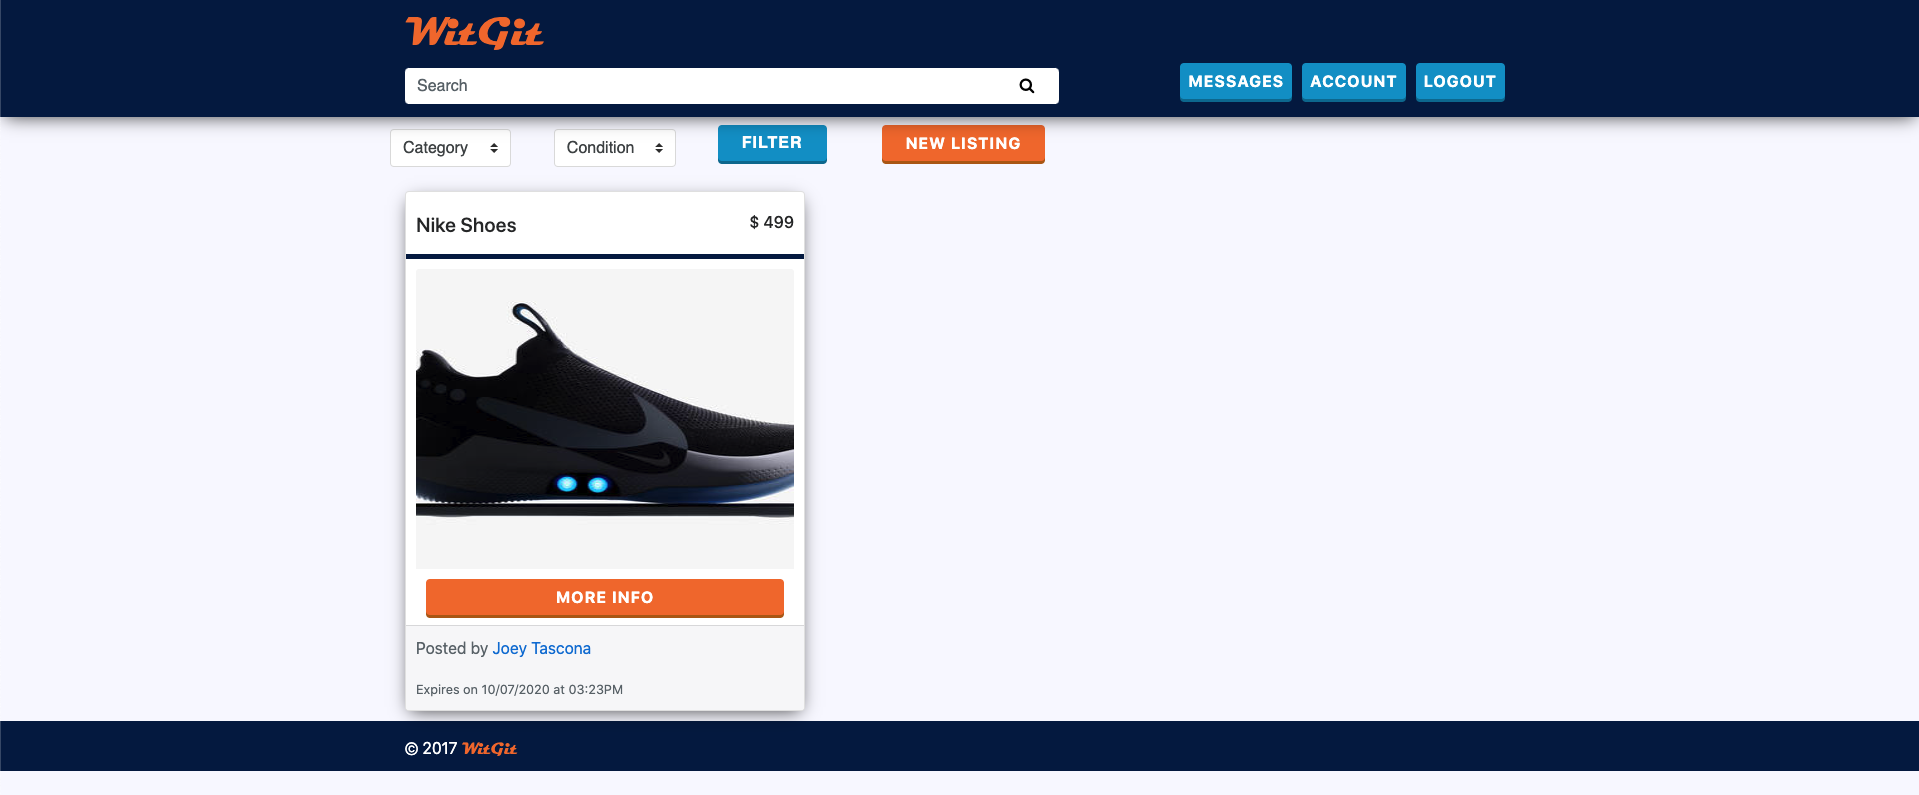 WitGit
Search
MESSAGES ACCOUNT LOGOUT
Category Condition FILTER NEW LISTING
Nike Shoes $ 499
MORE INFO
Posted by Joey Tascona
Expires on 10/07/2020 at 03:23PM
© 2017 WitGit